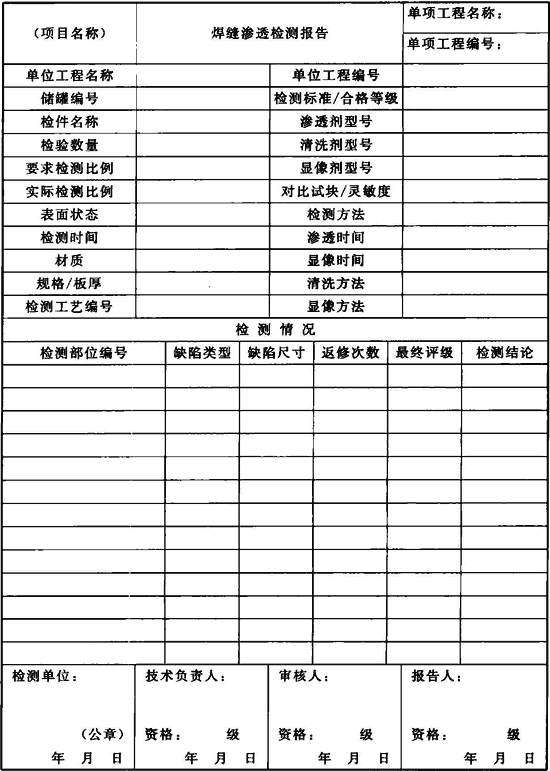 （项目名称）
焊缝渗透检测报告
单项工程名称：
单项工程编号：
单位工程名称 单位工程编号
储罐编号 检测标准/合格等级
检件名称 渗透剂型号
检验数量 清洗剂型号
要求检测比例 显像剂型号
实际检测比例 对比试块/灵敏度
表面状态 检测方法
检测时间 渗透时间
材质 显像时间
规格/板厚 清洗方法
检测工艺编号 显像方法
检测情况
检测部位编号 缺陷类型 缺陷尺寸 返修次数 最终评级 检测结论
检测单位： 技术负责人： 审核人： 报告人：
（公章） 资格： 级 资格： 级 资格： 级
年 月 日 年 月 日 年 月 日 年 月 日